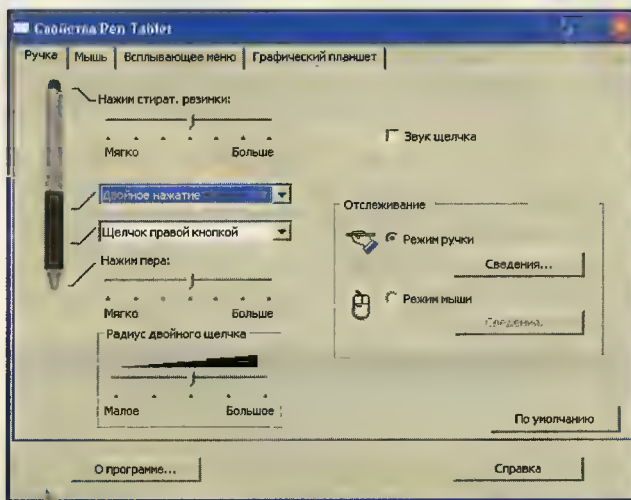 Свойства Pen Tablet
Ручка Мышь Всплывающее меню Графический планшет
Нажим стират. резинки:
Мягко Больше
Звук щелчка
Двойное нажатие
Щелчок правой кнопкой
Нажим пера:
Мягко Больше
Радиус двойного щелчка
Малое Большое
Отслеживание
Режим ручки
Сведения...
Режим мыши
Сведения...
По умолчанию
О программе... Справка